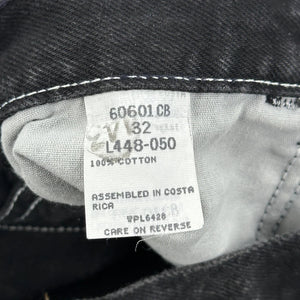 60601 CB
32
L448-050
100% COTTON
ASSEMBLED IN COSTA
RICA
WPL6428
CARE ON REVERSE